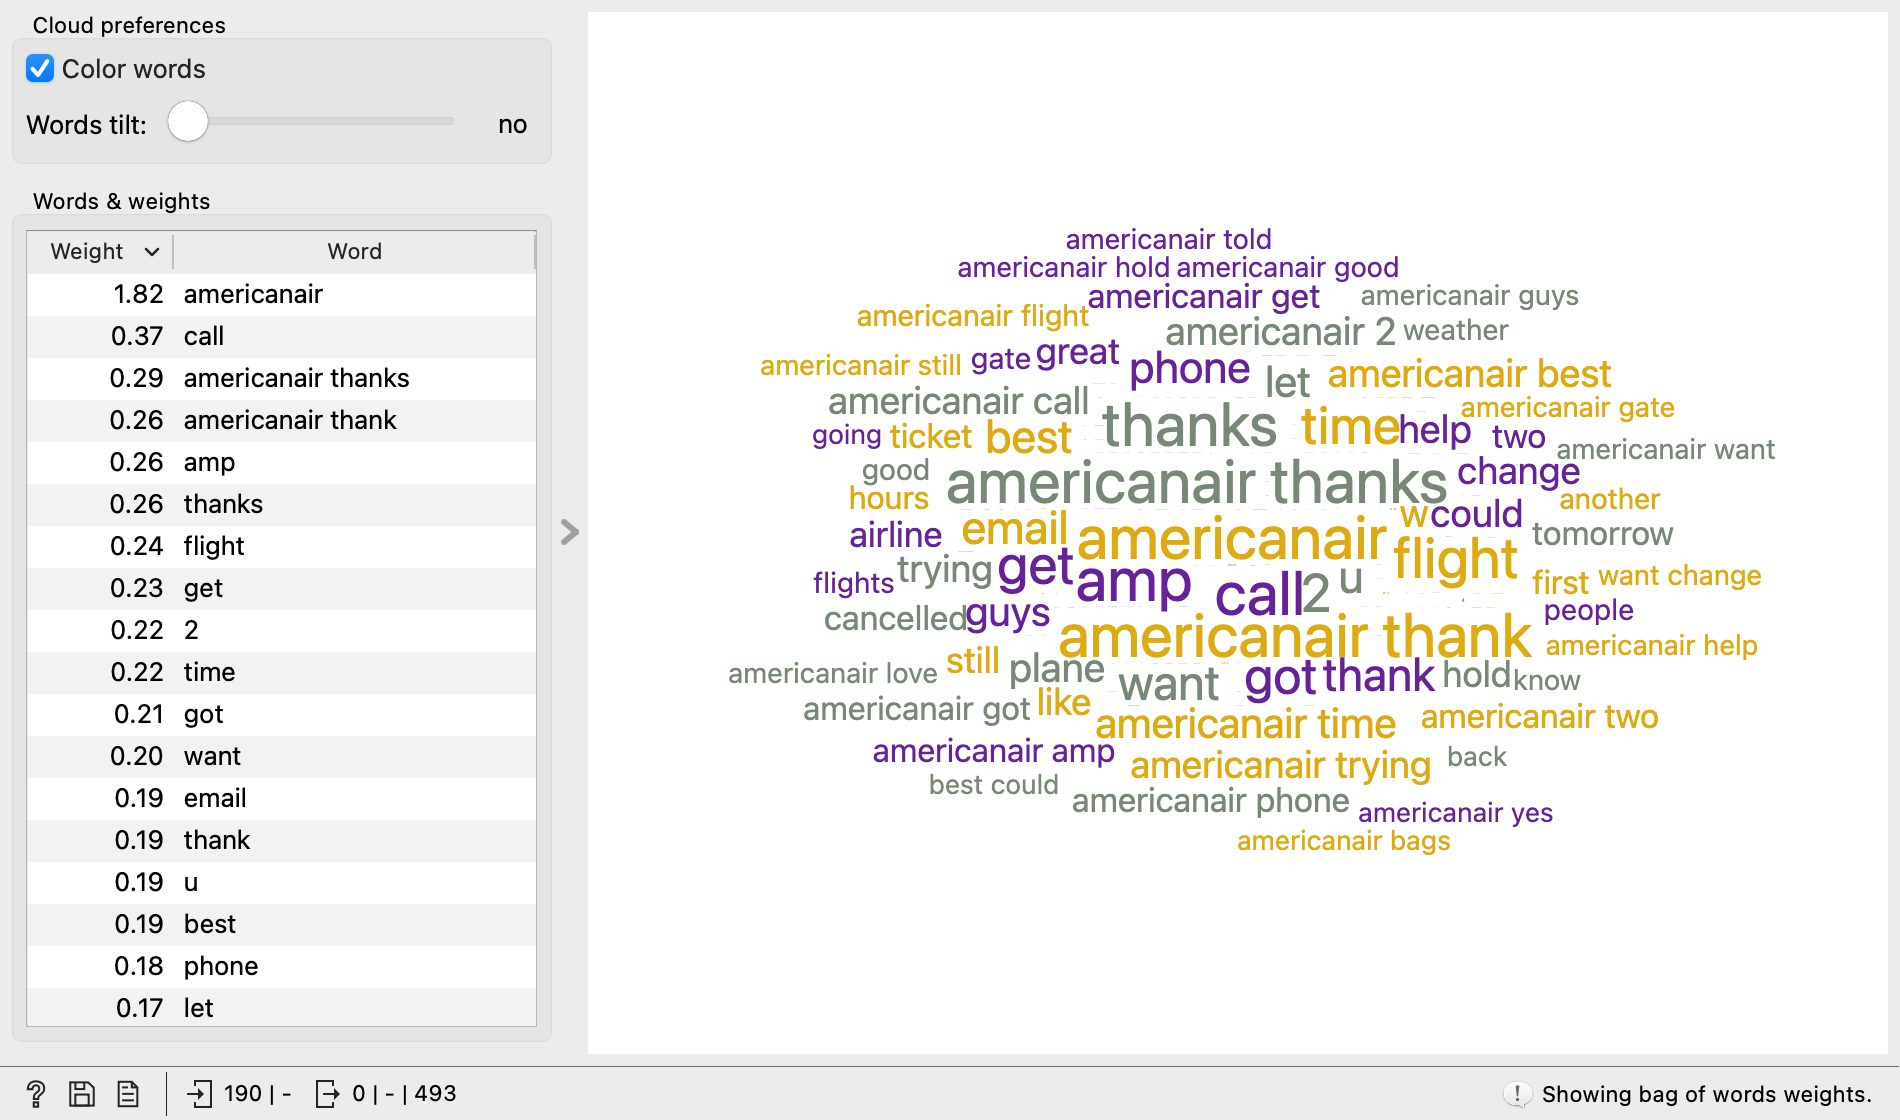 Cloud preferences
Color words
Words tilt: no
Words & weights
Weight Word
1.82 americanair
0.37 call
0.29 americanair thanks
0.26 americanair thank
0.26 amp
0.26 thanks
0.24 flight
0.23 get
0.22 2
0.22 time
0.21 got
0.20 want
0.19 email
0.19 thank
0.19 u
0.19 best
0.18 phone
0.17 let
americanair told
americanair hold americanair good
americanair get americanair guys
americanair flight
americanair 2 weather
americanair still gate great phone let americanair best
americanair call thanks time help americanair gate
going ticket best two americanair want
good americanair thanks change
hours another
airline email americanair w could tomorrow
flights trying get amp call 2 u flight first want change
cancelled guys people
americanair thank americanair help
americanair love still plane want got thank hold know
americanair got like americanair time americanair two
americanair amp americanair trying back
best could americanair phone americanair yes
americanair bags
? 190 | - 0 | - | 493
Showing bag of words weights.